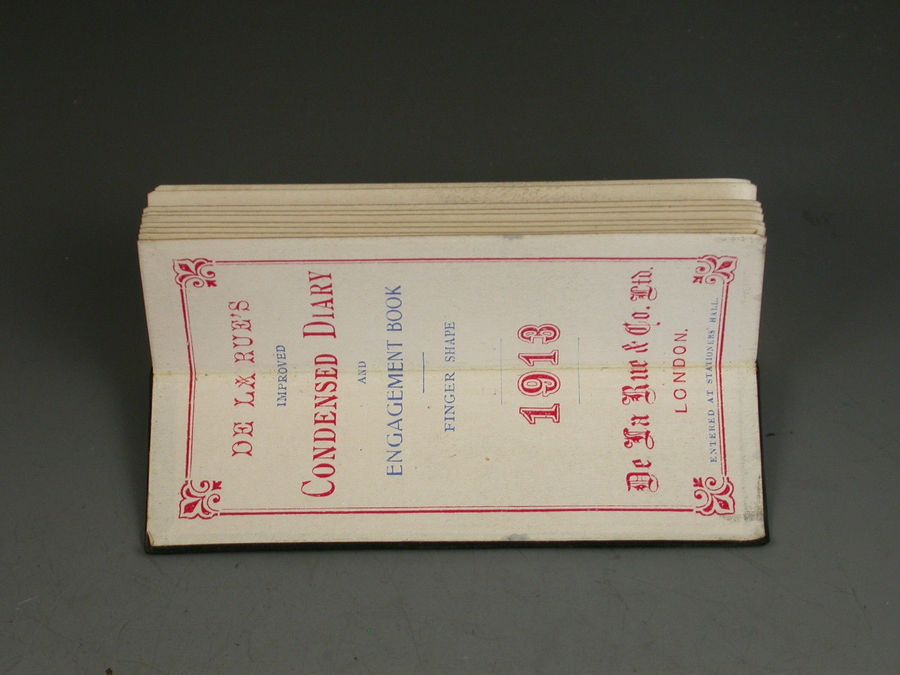 DE LA RUE'S
IMPROVED
CONDENSED DIARY
AND
ENGAGEMENT BOOK
FINGER SHAPE
1913
De La Rue & Co. Ltd.
LONDON.
ENTERED AT STATIONERS' HALL.